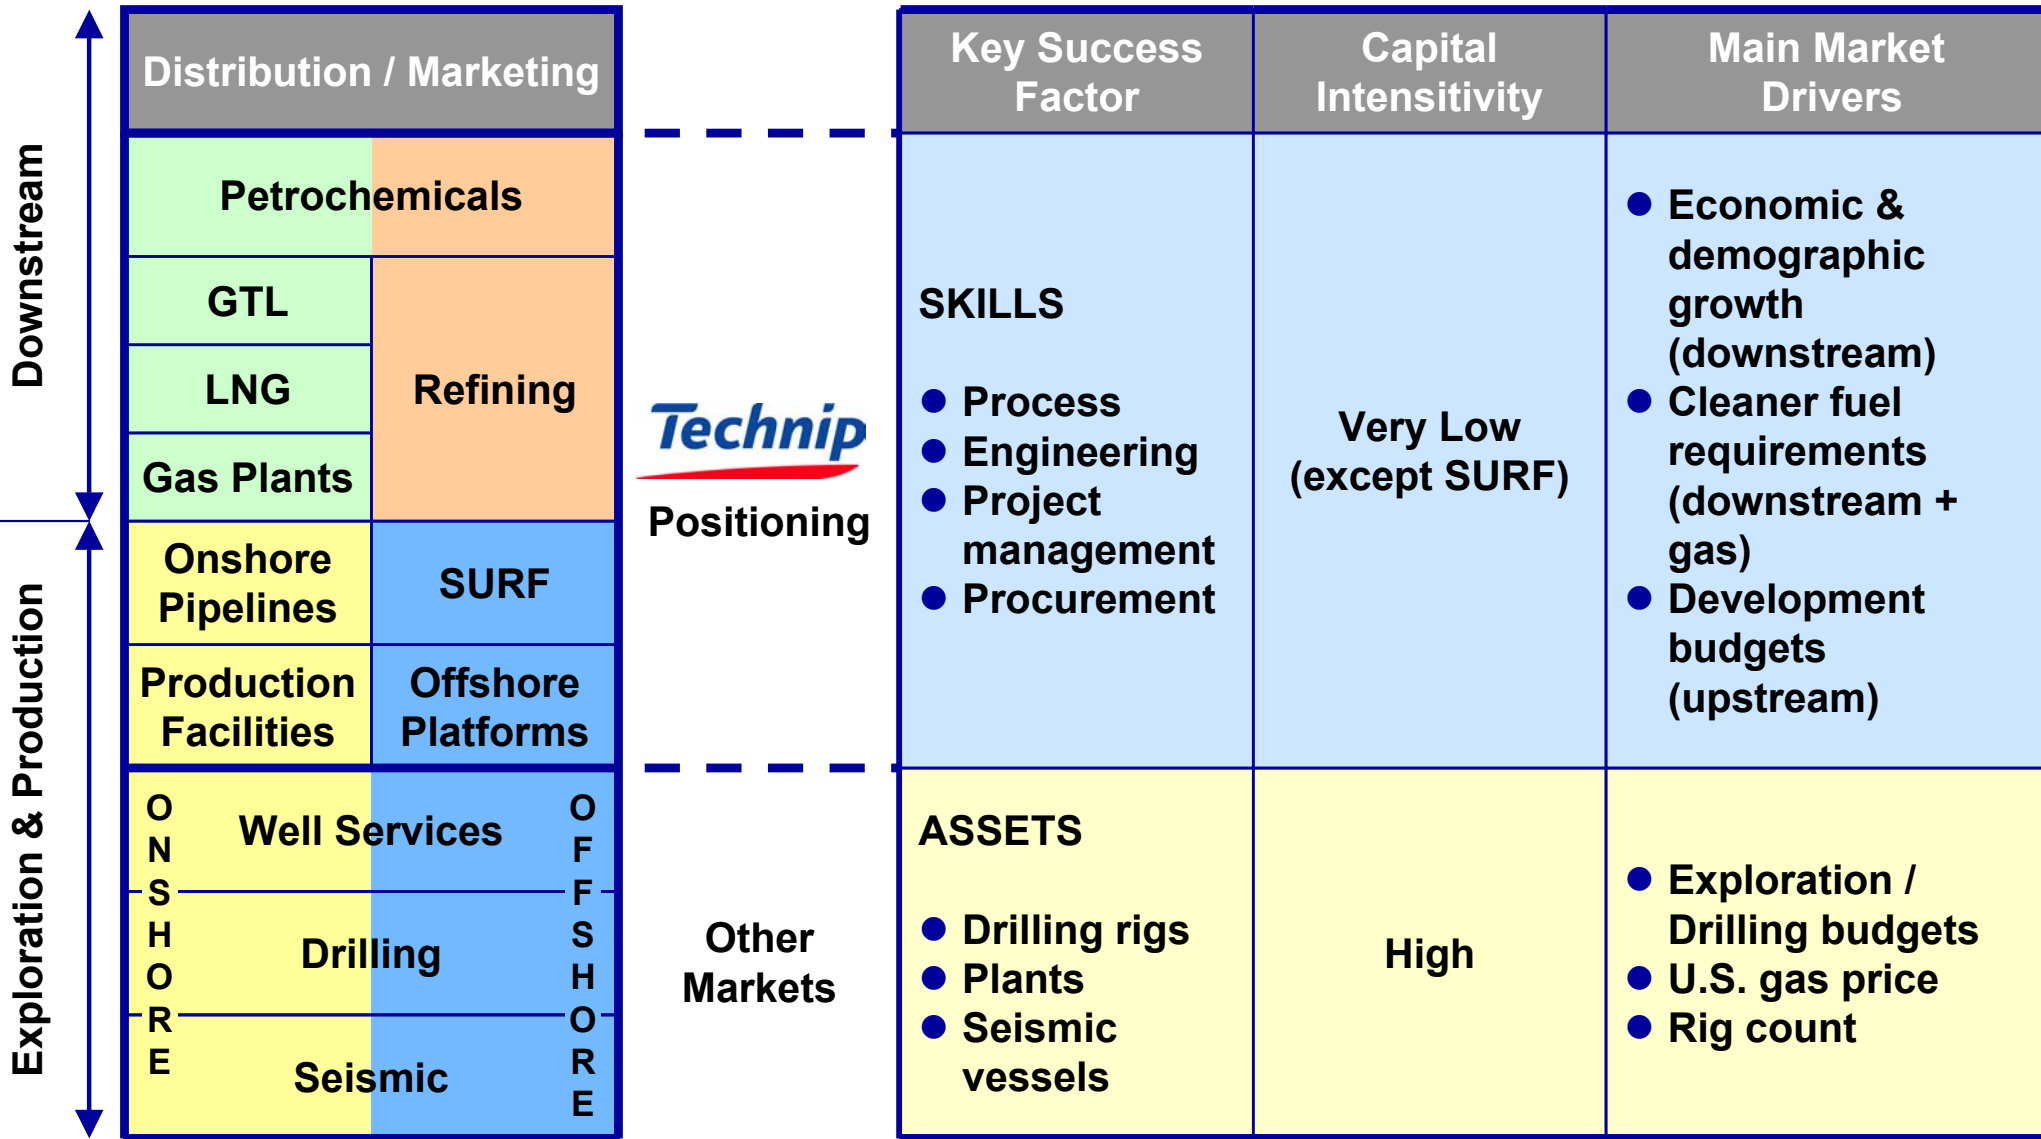 Downstream
Exploration & Production
Distribution / Marketing
Petrochemicals
GTL
LNG
Gas Plants
Refining
Onshore
Pipelines
SURF
Production
Facilities
Offshore
Platforms
ONSHORE
OFFSHORE
Well Services
Drilling
Seismic
Technip
Positioning
Other
Markets
Key Success
Factor
Capital
Intensitivity
Main Market
Drivers
SKILLS
● Process
● Engineering
● Project
management
● Procurement
Very Low
(except SURF)
● Economic &
demographic
growth
(downstream)
● Cleaner fuel
requirements
(downstream +
gas)
● Development
budgets
(upstream)
ASSETS
● Drilling rigs
● Plants
● Seismic
vessels
High
● Exploration /
Drilling budgets
● U.S. gas price
● Rig count